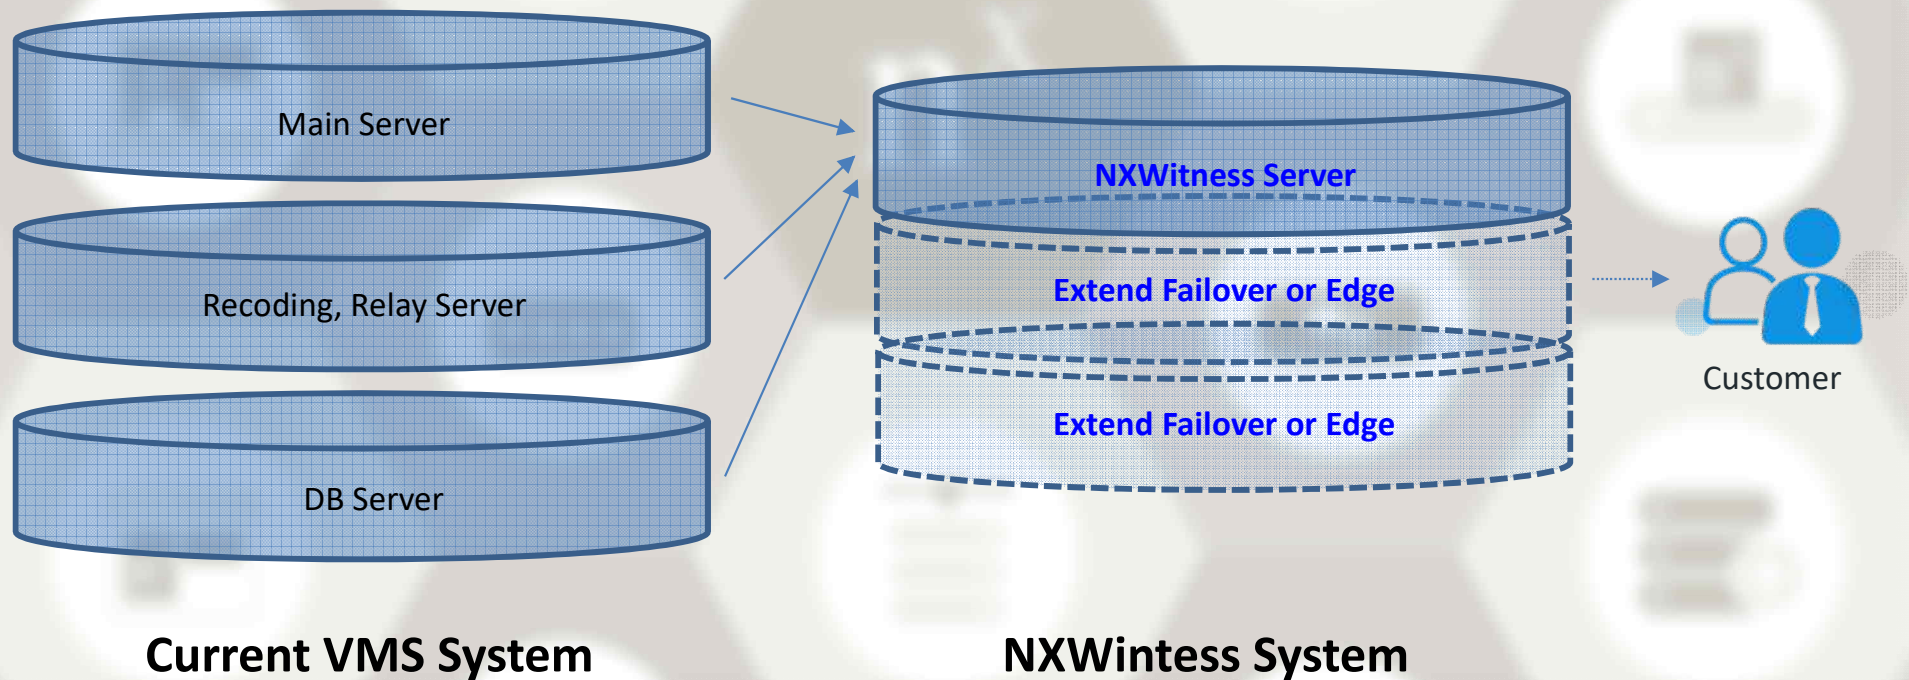 Main Server
Recoding, Relay Server
DB Server
Current VMS System
NXWitness Server
Extend Failover or Edge
Extend Failover or Edge
NXWintess System
Customer